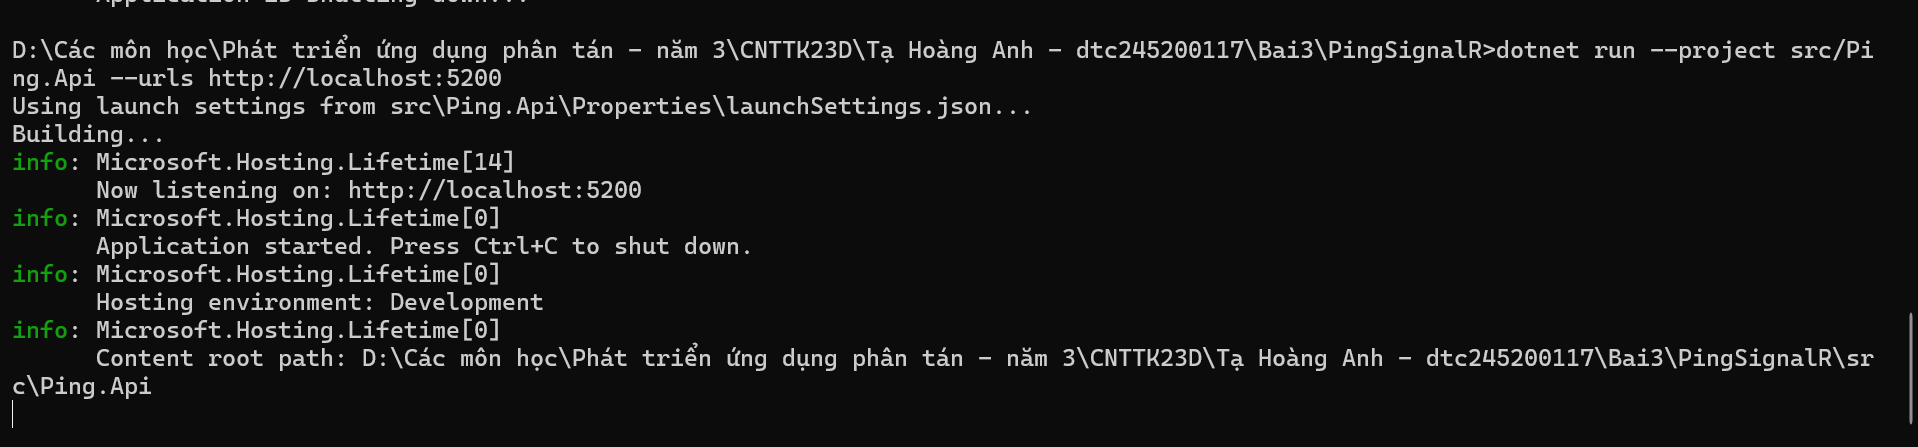 Application is shutting down...
D:\Các môn học\Phát triển ứng dụng phân tán - năm 3\CNTTK23D\Tạ Hoàng Anh - dtc245200117\Bai3\PingSignalR>dotnet run --project src/Pi
ng.Api --urls http://localhost:5200
Using launch settings from src\Ping.Api\Properties\launchSettings.json...
Building...
info: Microsoft.Hosting.Lifetime[14]
Now listening on: http://localhost:5200
info: Microsoft.Hosting.Lifetime[0]
Application started. Press Ctrl+C to shut down.
info: Microsoft.Hosting.Lifetime[0]
Hosting environment: Development
info: Microsoft.Hosting.Lifetime[0]
Content root path: D:\Các môn học\Phát triển ứng dụng phân tán - năm 3\CNTTK23D\Tạ Hoàng Anh - dtc245200117\Bai3\PingSignalR\sr
c\Ping.Api